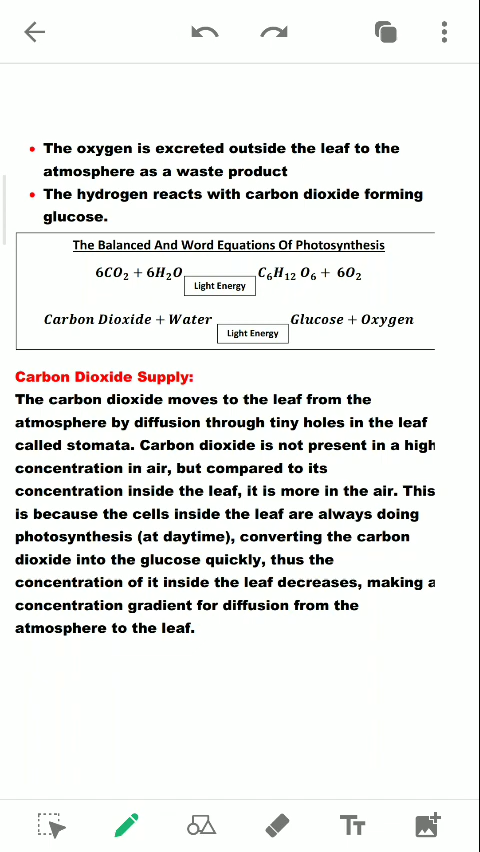 • The oxygen is excreted outside the leaf to the
atmosphere as a waste product
• The hydrogen reacts with carbon dioxide forming
glucose.
The Balanced And Word Equations Of Photosynthesis
6CO₂ + 6H₂O Light Energy C₆H₁₂ O₆ + 6O₂
Carbon Dioxide + Water Light Energy Glucose + Oxygen
Carbon Dioxide Supply:
The carbon dioxide moves to the leaf from the
atmosphere by diffusion through tiny holes in the leaf
called stomata. Carbon dioxide is not present in a high
concentration in air, but compared to its
concentration inside the leaf, it is more in the air. This
is because the cells inside the leaf are always doing
photosynthesis (at daytime), converting the carbon
dioxide into the glucose quickly, thus the
concentration of it inside the leaf decreases, making a
concentration gradient for diffusion from the
atmosphere to the leaf.
TT